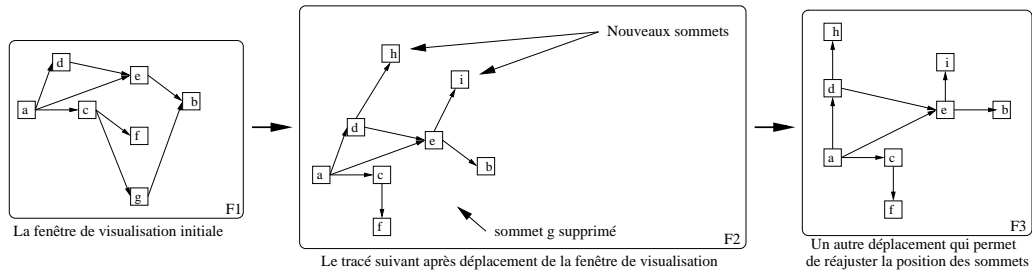 d
e
b
a
c
f
g
F1
La fenêtre de visualisation initiale
Nouveaux sommets
h
i
d
e
b
a
c
f
sommet g supprimé
F2
Le tracé suivant après déplacement de la fenêtre de visualisation
h
i
d
e
b
a
c
f
F3
Un autre déplacement qui permet
de réajuster la position des sommets